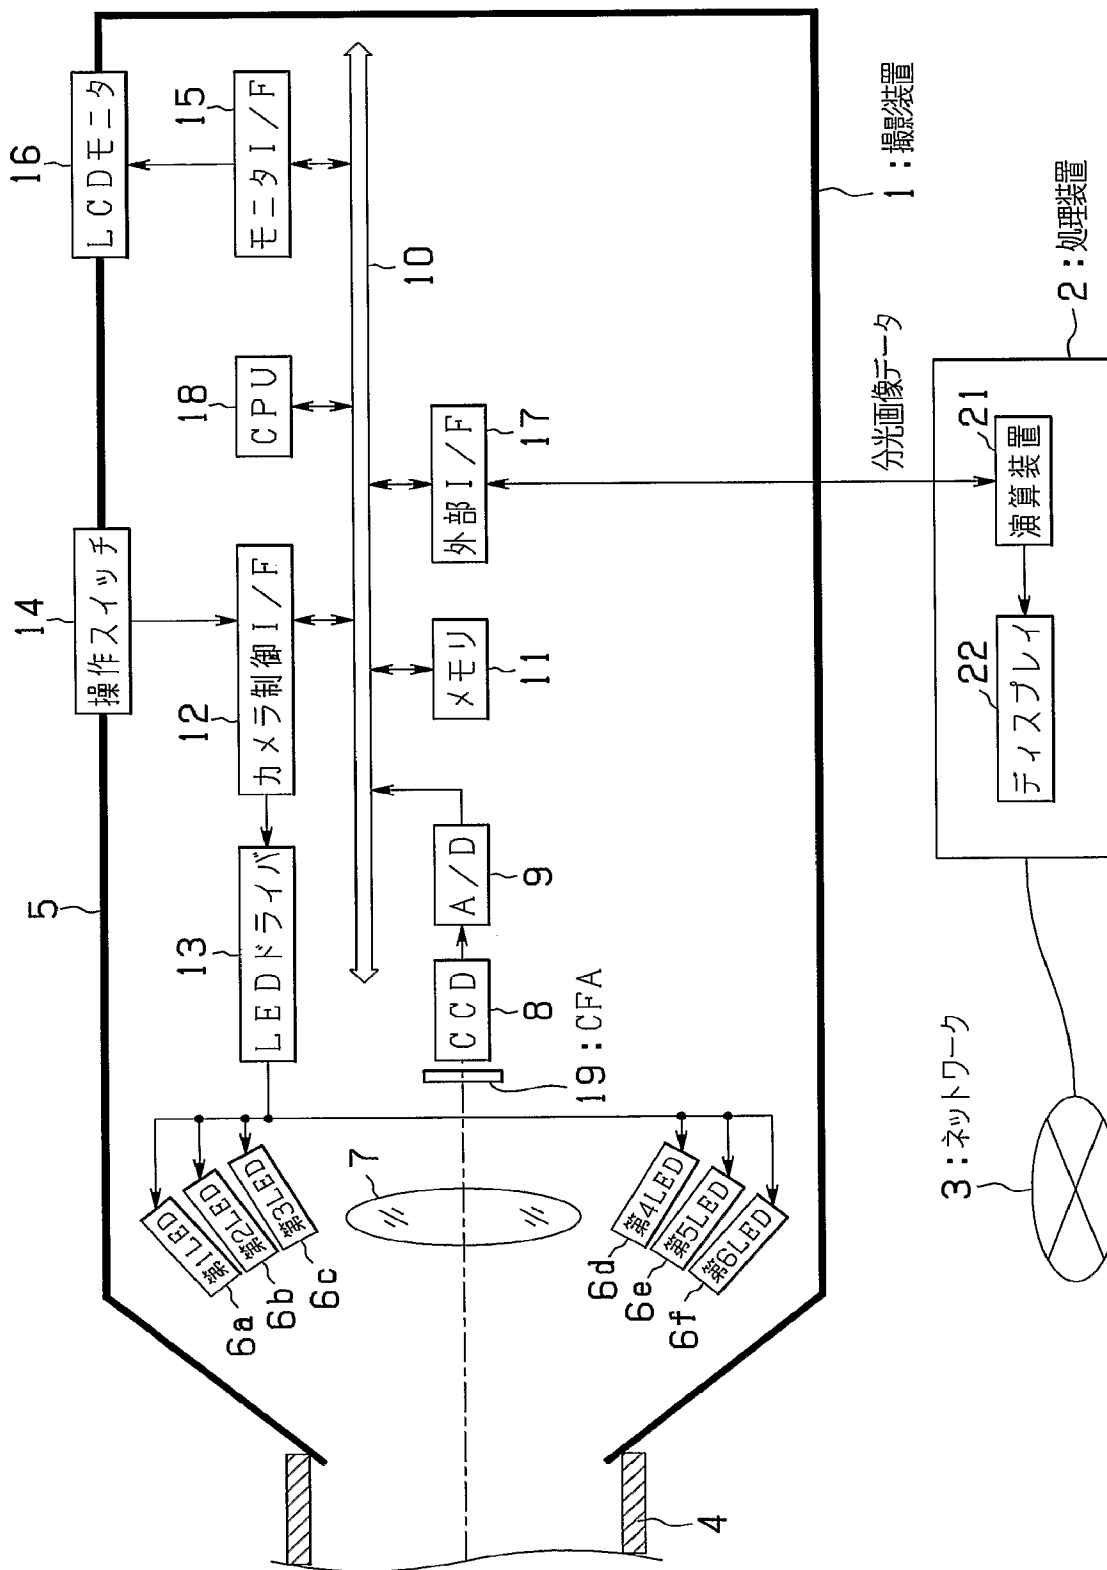 5
14
操作スイッチ
16
LCDモニタ
13
LEDドライバ
12
カメラ制御I/F
18
CPU
15
モニタI/F
10
第1LED
6a
第2LED
6b
第3LED
6c
7
19:CFA
CCD
8
A/D
9
メモリ
11
外部I/F
17
第4LED
6d
第5LED
6e
第6LED
6f
4
1:撮影装置
分光画像データ
3:ネットワーク
22
ディスプレイ
21
演算装置
2:処理装置